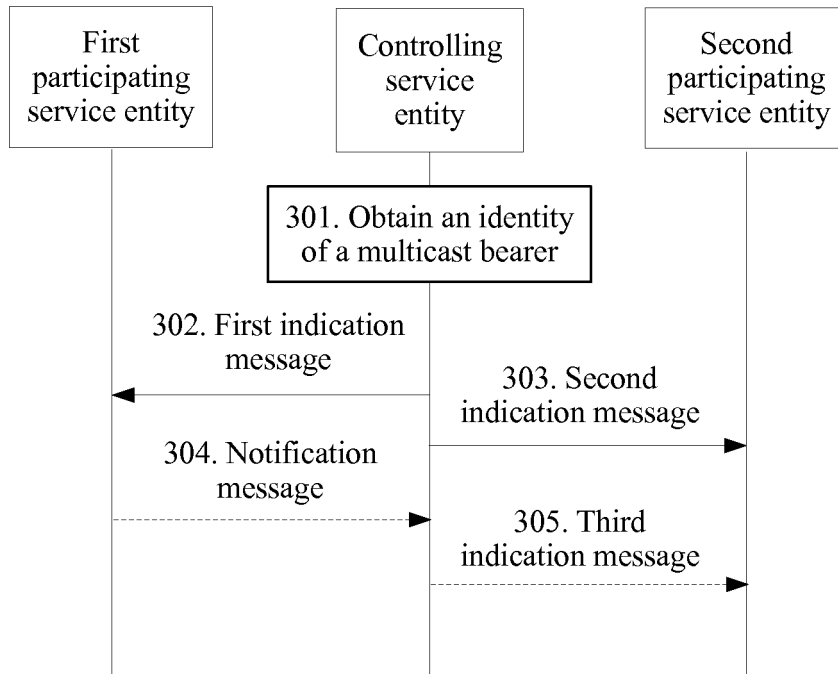 First
participating
service entity
Controlling
service
entity
Second
participating
service entity
301. Obtain an identity
of a multicast bearer
302. First indication
message
303. Second
indication message
304. Notification
message
305. Third
indication message